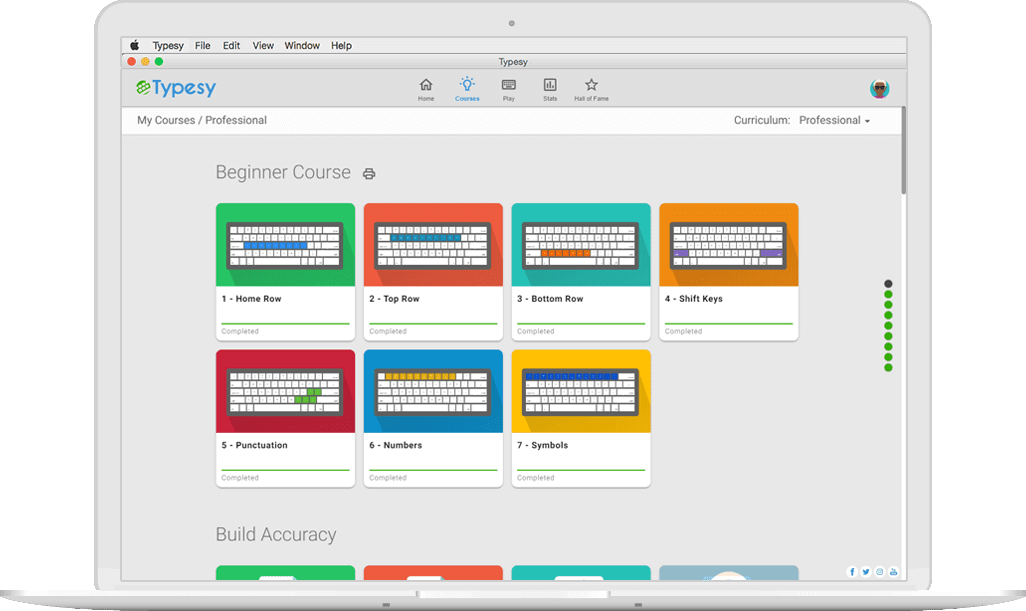 Typesy File Edit View Window Help
Typesy
Typesy
Home Courses Play Stats Hall of Fame
My Courses / Professional Curriculum: Professional
Beginner Course
1 - Home Row 2 - Top Row 3 - Bottom Row 4 - Shift Keys
Completed Completed Completed Completed
5 - Punctuation 6 - Numbers 7 - Symbols
Completed Completed Completed
Build Accuracy